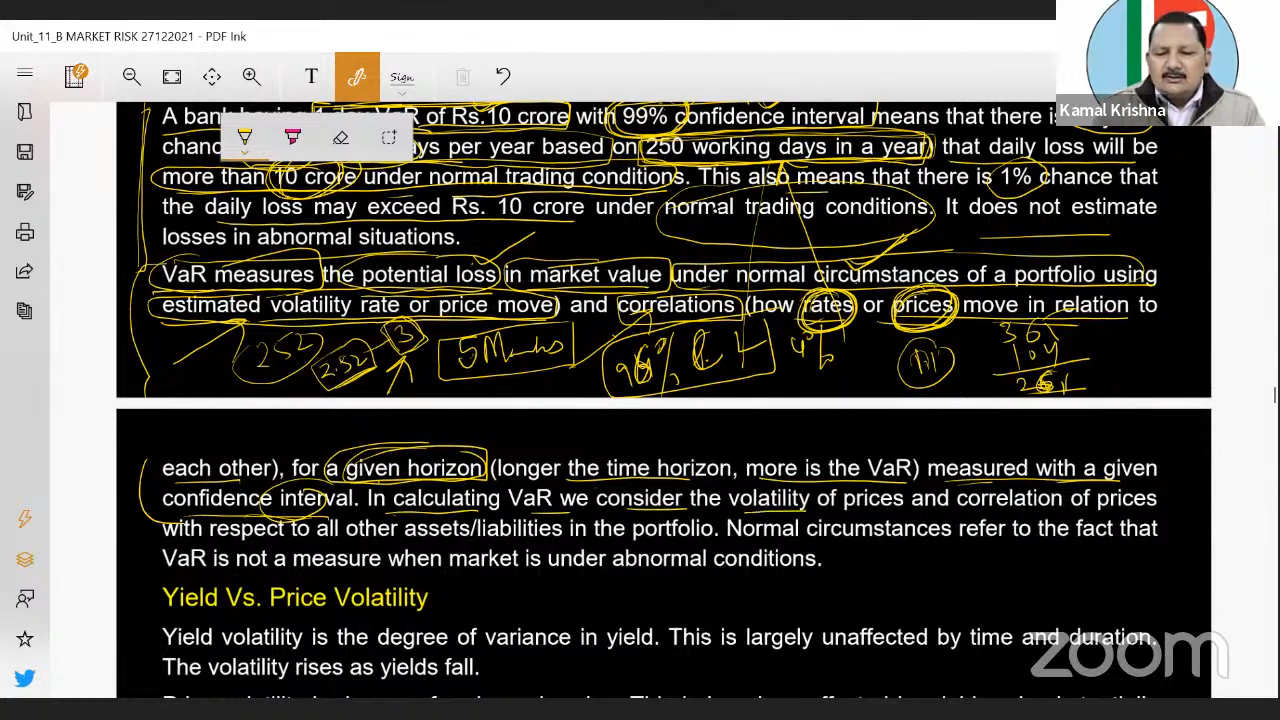 Unit_11_B MARKET RISK 27122021 - PDF Ink
T
Sign
Kamal Krishna
A bank VaR of Rs.10 crore with 99% confidence interval means that there is
days per year based on 250 working days in a year) that daily loss will be
more than 10 crore under normal trading conditions. This also means that there is 1% chance that
the daily loss may exceed Rs. 10 crore under normal trading conditions. It does not estimate
losses in abnormal situations.
VaR measures the potential loss in market value under normal circumstances of a portfolio using
estimated volatility rate or price move) and correlations (how rates or prices move in relation to
252 2.52 3 5 Marks
each other), for a given horizon (longer the time horizon, more is the VaR) measured with a given
confidence interval. In calculating VaR we consider the volatility of prices and correlation of prices
with respect to all other assets/liabilities in the portfolio. Normal circumstances refer to the fact that
VaR is not a measure when market is under abnormal conditions.
Yield Vs. Price Volatility
Yield volatility is the degree of variance in yield. This is largely unaffected by time and duration.
The volatility rises as yields fall.
zoom